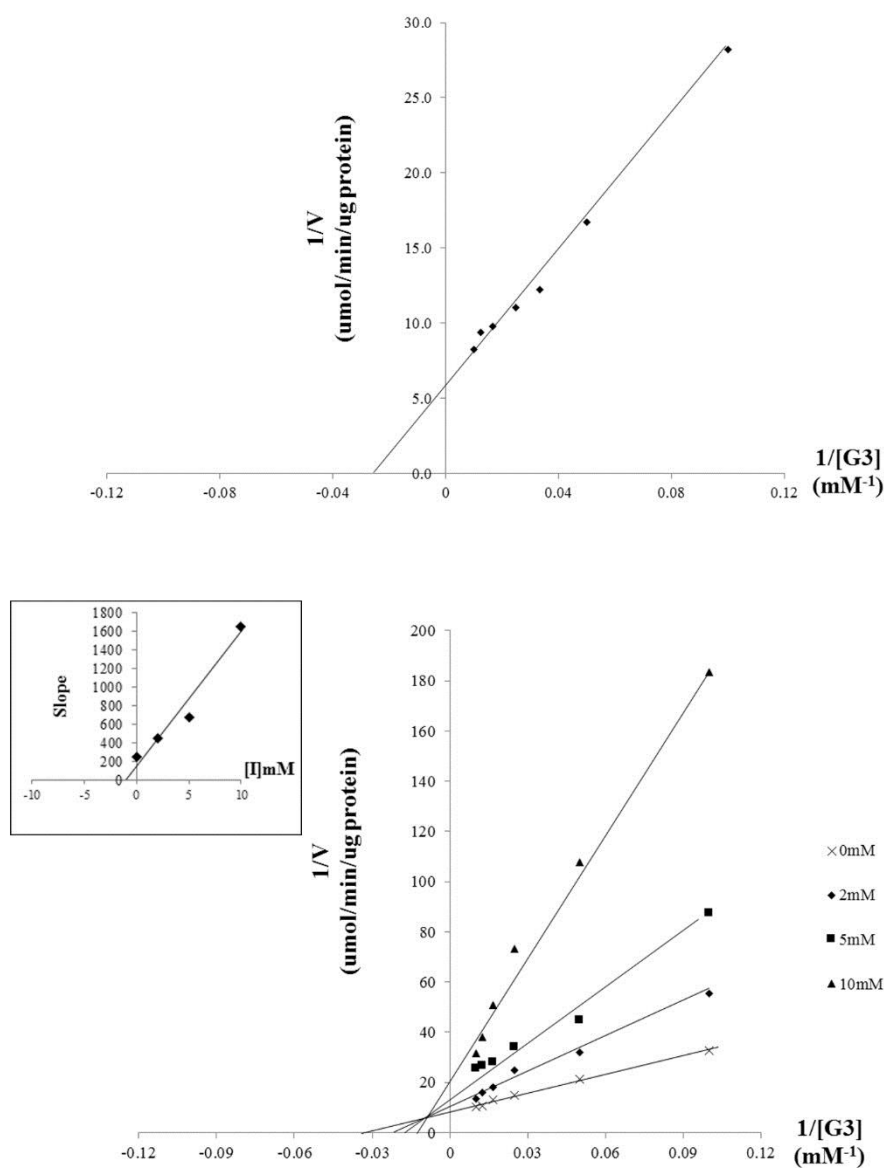 30.0
25.0
20.0
15.0
10.0
5.0
0.0
1/V
(umol/min/ug protein)
-0.12 -0.08 -0.04 0 0.04 0.08 0.12
1/[G3]
(mM-1)
1800
1600
1400
1200
1000
800
600
400
200
0
Slope
[I]mM
-10 -5 0 5 10
200
180
160
140
120
100
80
60
40
20
0
1/V
(umol/min/ug protein)
0mM
2mM
5mM
10mM
-0.12 -0.09 -0.06 -0.03 0 0.03 0.06 0.09 0.12
1/[G3]
(mM-1)